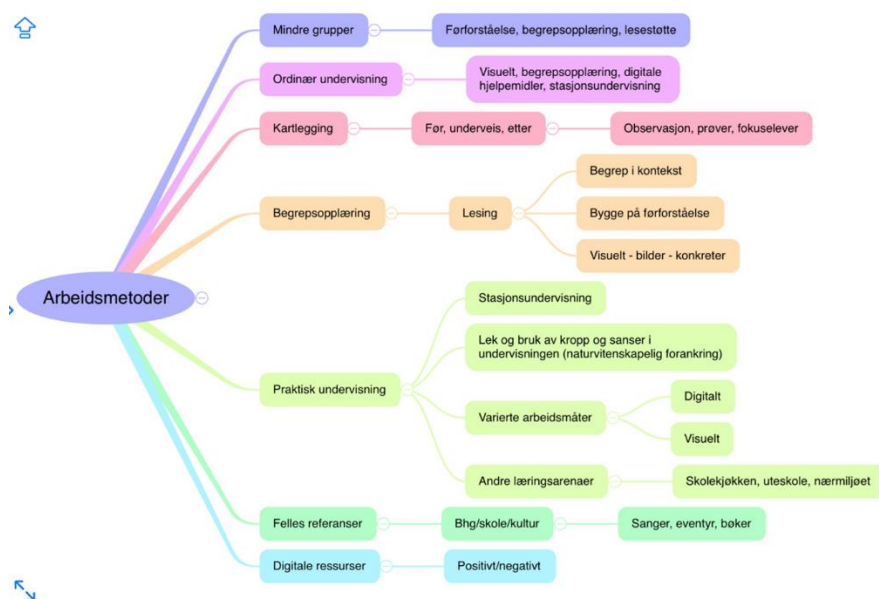 Mindre grupper
Førforståelse, begrepsopplæring, lesestøtte
Ordinær undervisning
Visuelt, begrepsopplæring, digitale
hjelpemidler, stasjonsundervisning
Kartlegging
Før, underveis, etter
Observasjon, prøver, fokuselever
Begrepsopplæring
Lesing
Begrep i kontekst
Bygge på førforståelse
Visuelt - bilder - konkreter
Arbeidsmetoder
Praktisk undervisning
Stasjonsundervisning
Lek og bruk av kropp og sanser i
undervisningen (naturvitenskapelig forankring)
Varierte arbeidsmåter
Digitalt
Visuelt
Andre læringsarenaer
Skolekjøkken, uteskole, nærmiljøet
Felles referanser
Bhg/skole/kultur
Sanger, eventyr, bøker
Digitale ressurser
Positivt/negativt